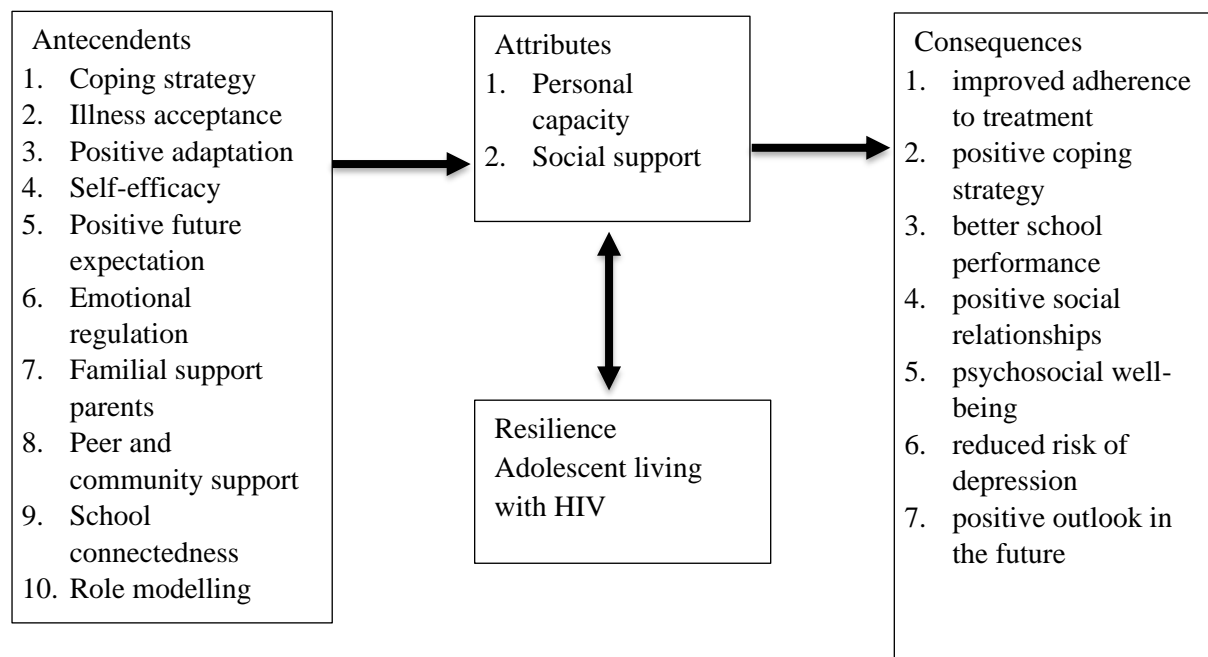 Antecendents
1. Coping strategy
2. Illness acceptance
3. Positive adaptation
4. Self-efficacy
5. Positive future
expectation
6. Emotional
regulation
7. Familial support
parents
8. Peer and
community support
9. School
connectedness
10. Role modelling
Attributes
1. Personal
capacity
2. Social support
Resilience
Adolescent living
with HIV
Consequences
1. improved adherence
to treatment
2. positive coping
strategy
3. better school
performance
4. positive social
relationships
5. psychosocial well-
being
6. reduced risk of
depression
7. positive outlook in
the future